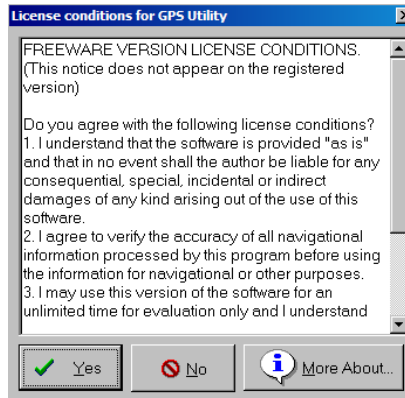 License conditions for GPS Utility
FREEWARE VERSION LICENSE CONDITIONS.
(This notice does not appear on the registered
version)
Do you agree with the following license conditions?
1. I understand that the software is provided "as is"
and that in no event shall the author be liable for any
consequential, special, incidental or indirect
damages of any kind arising out of the use of this
software.
2. I agree to verify the accuracy of all navigational
information processed by this program before using
the information for navigational or other purposes.
3. I may use this version of the software for an
unlimited time for evaluation only and I understand
Yes
No
More About...